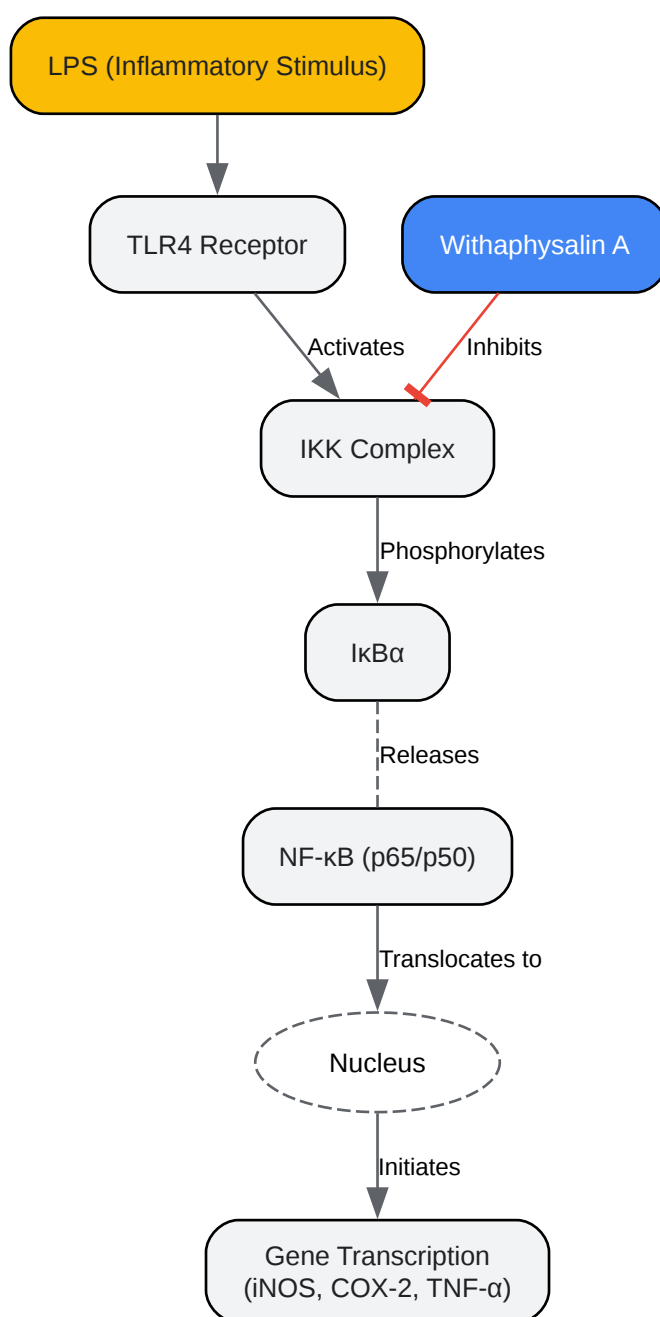 LPS (Inflammatory Stimulus)
TLR4 Receptor
Withaphysalin A
Activates
Inhibits
IKK Complex
Phosphorylates
IκBα
Releases
NF-κB (p65/p50)
Translocates to
Nucleus
Initiates
Gene Transcription
(iNOS, COX-2, TNF-α)